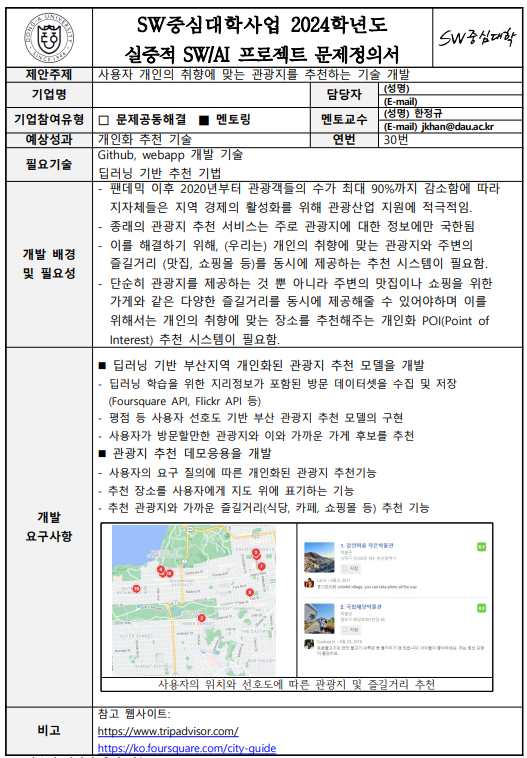 DONG-A UNIVERSITY
SINCE 1946
SW중심대학사업 2024학년도
실증적 SW/AI 프로젝트 문제정의서
SW중심대학
제안주제 사용자 개인의 취향에 맞는 관광지를 추천하는 기술 개발
기업명 담당자 (성명)
(E-mail)
기업참여유형 □ 문제공동해결 ■ 멘토링 멘토교수 (성명) 한정규
(E-mail) jkhan@dau.ac.kr
예상성과 개인화 추천 기술 연번 30번
필요기술 Github, webapp 개발 기술
딥러닝 기반 추천 기법
개발 배경
및 필요성
- 팬데믹 이후 2020년부터 관광객들의 수가 최대 90%까지 감소함에 따라
지자체들은 지역 경제의 활성화를 위해 관광산업 지원에 적극적임.
- 종래의 관광지 추천 서비스는 주로 관광지에 대한 정보에만 국한됨
- 이를 해결하기 위해, (우리는) 개인의 취향에 맞는 관광지와 주변의
즐길거리 (맛집, 쇼핑몰 등)를 동시에 제공하는 추천 시스템이 필요함.
- 단순히 관광지를 제공하는 것 뿐 아니라 주변의 맛집이나 쇼핑을 위한
가게와 같은 다양한 즐길거리를 동시에 제공해줄 수 있어야하며 이를
위해서는 개인의 취향에 맞는 장소를 추천해주는 개인화 POI(Point of
Interest) 추천 시스템이 필요함.
개발
요구사항
■ 딥러닝 기반 부산지역 개인화된 관광지 추천 모델을 개발
- 딥러닝 학습을 위한 지리정보가 포함된 방문 데이터셋을 수집 및 저장
(Foursquare API, Flickr API 등)
- 평점 등 사용자 선호도 기반 부산 관광지 추천 모델의 구현
- 사용자가 방문할만한 관광지와 이와 가까운 가게 후보를 추천
■ 관광지 추천 데모응용을 개발
- 사용자의 요구 질의에 따른 개인화된 관광지 추천기능
- 추천 장소를 사용자에게 지도 위에 표기하는 기능
- 추천 관광지와 가까운 즐길거리(식당, 카페, 쇼핑몰 등) 추천 기능
1. 감천마을 작은박물관
박물관
저장
2. 국립해양박물관
박물관
저장
사용자의 위치와 선호도에 따른 관광지 및 즐길거리 추천
비고
참고 웹사이트:
https://www.tripadvisor.com/
https://ko.foursquare.com/city-guide